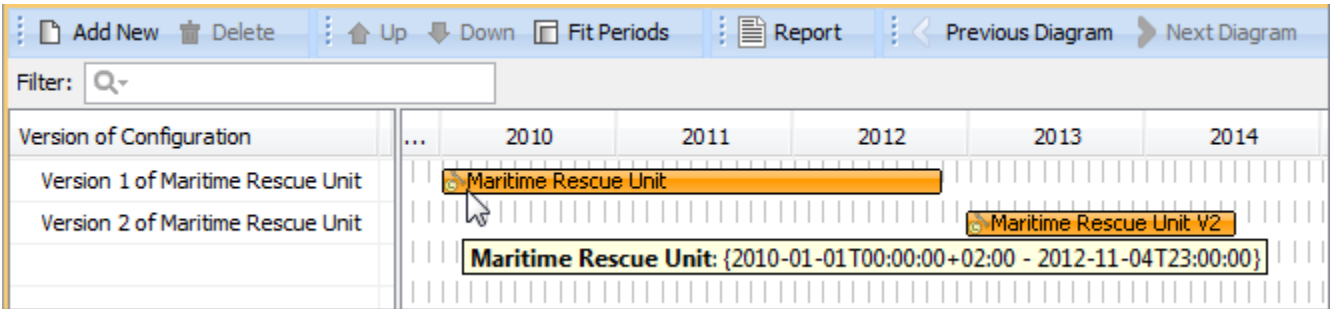 Add New Delete Up Down Fit Periods Report Previous Diagram Next Diagram
Filter:
Version of Configuration ... 2010 2011 2012 2013 2014
Version 1 of Maritime Rescue Unit Maritime Rescue Unit
Version 2 of Maritime Rescue Unit Maritime Rescue Unit V2
Maritime Rescue Unit: {2010-01-01T00:00:00+02:00 - 2012-11-04T23:00:00}